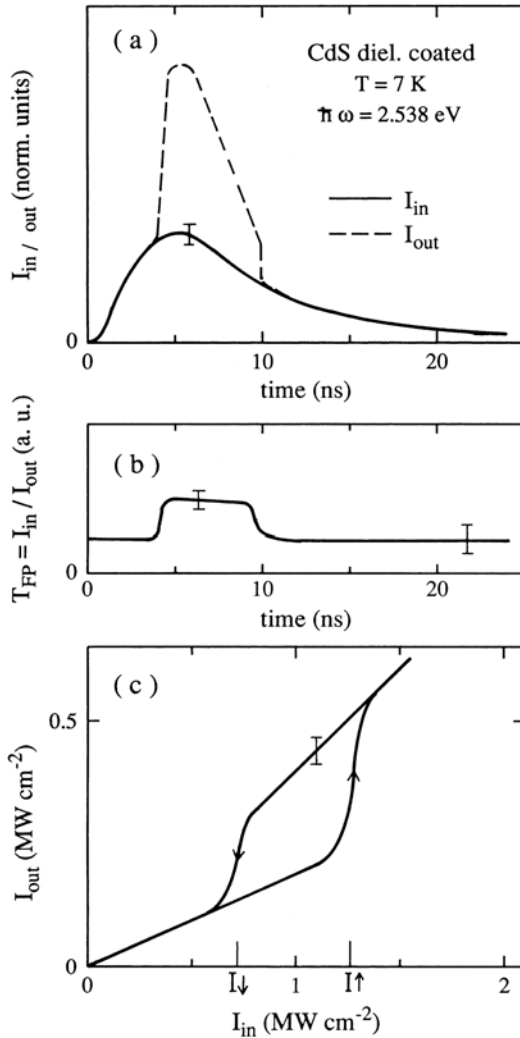 ( a )
CdS diel. coated
T = 7 K
ħ ω = 2.538 eV
I_in
I_out
I_in / out (norm. units)
0
0
10
20
time (ns)
( b )
T_FP = I_in / I_out (a. u.)
0
0
10
20
time (ns)
( c )
I_out (MW cm⁻²)
0.5
0
0
I↓
1
I↑
2
I_in (MW cm⁻²)